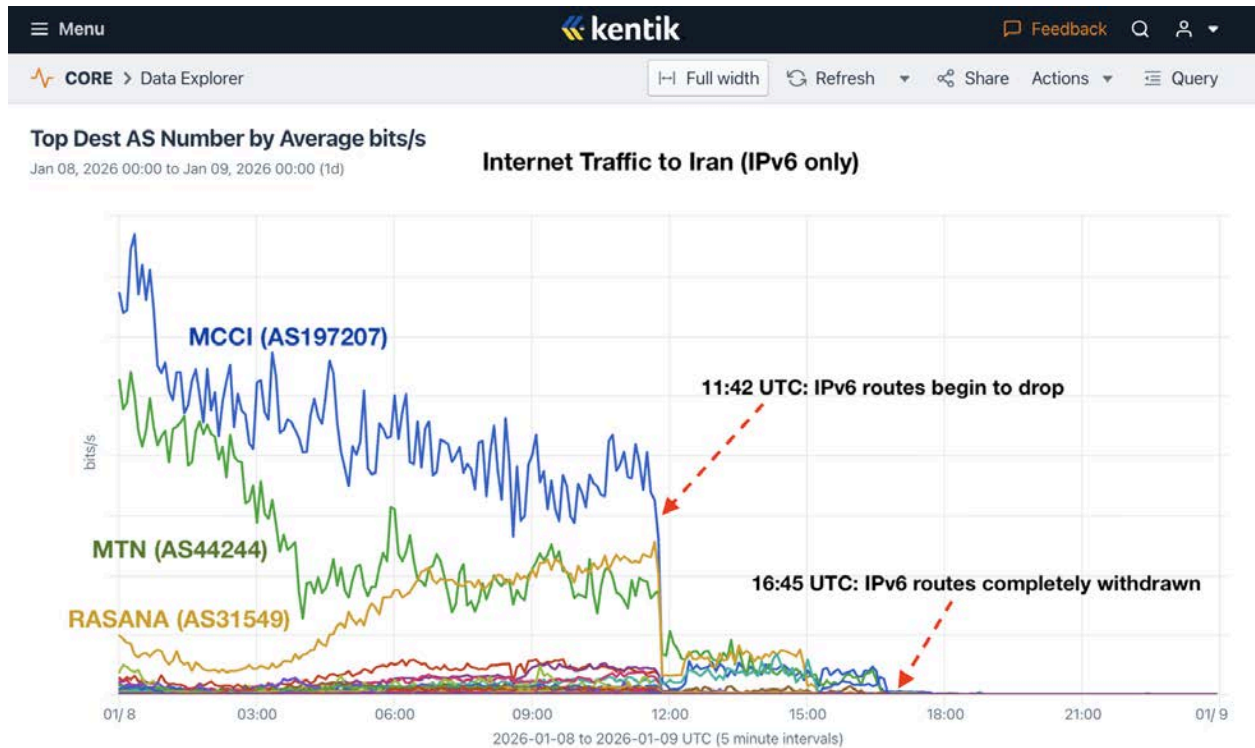 Menu
kentik
Feedback
CORE > Data Explorer
Full width
Refresh
Share
Actions
Query
Top Dest AS Number by Average bits/s
Jan 08, 2026 00:00 to Jan 09, 2026 00:00 (1d)
Internet Traffic to Iran (IPv6 only)
MCCI (AS197207)
11:42 UTC: IPv6 routes begin to drop
bits/s
MTN (AS44244)
16:45 UTC: IPv6 routes completely withdrawn
RASANA (AS31549)
01/ 8
03:00
06:00
09:00
12:00
15:00
18:00
21:00
01/ 9
2026-01-08 to 2026-01-09 UTC (5 minute intervals)